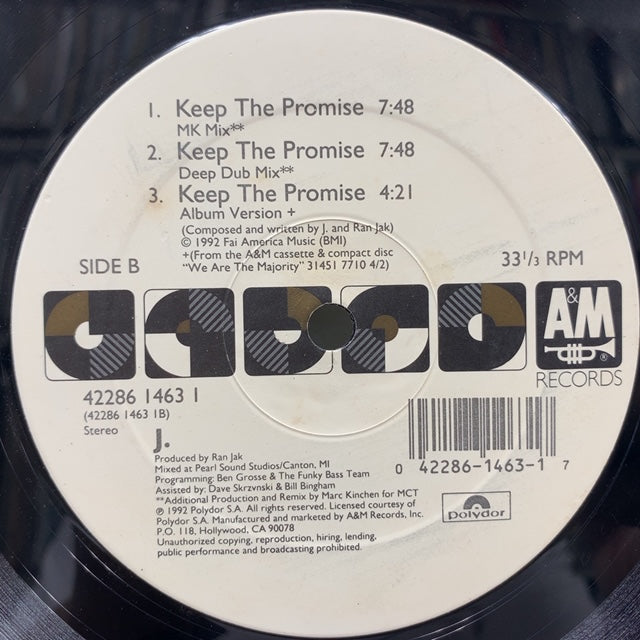 1. Keep The Promise 7:48
MK Mix**
2. Keep The Promise 7:48
Deep Dub Mix**
3. Keep The Promise 4:21
Album Version +
(Composed and written by J. and Ran Jak)
© 1992 Fai America Music (BMI)
+(From the A&M cassette & compact disc
"We Are The Majority" 31451 7710 4/2)
SIDE B
33 1/3 RPM
A&M
®
RECORDS
42286 1463 1
(42286 1463 1B)
Stereo
J.
Produced by Ran Jak
Mixed at Pearl Sound Studios/Canton, MI
Programming: Ben Grosse & The Funky Bass Team
Assisted by: Dave Skrzvnski & Bill Bingham
**Additional Production and Remix by Marc Kinchen for MCT
℗ 1992 Polydor S.A. All rights reserved. Licensed courtesy of
Polydor S.A. Manufactured and marketed by A&M Records, Inc.
P.O. 118, Hollywood, CA 90078
Unauthorized copying, reproduction, hiring, lending,
public performance and broadcasting prohibited.
0 42286-1463-1 7
polydor